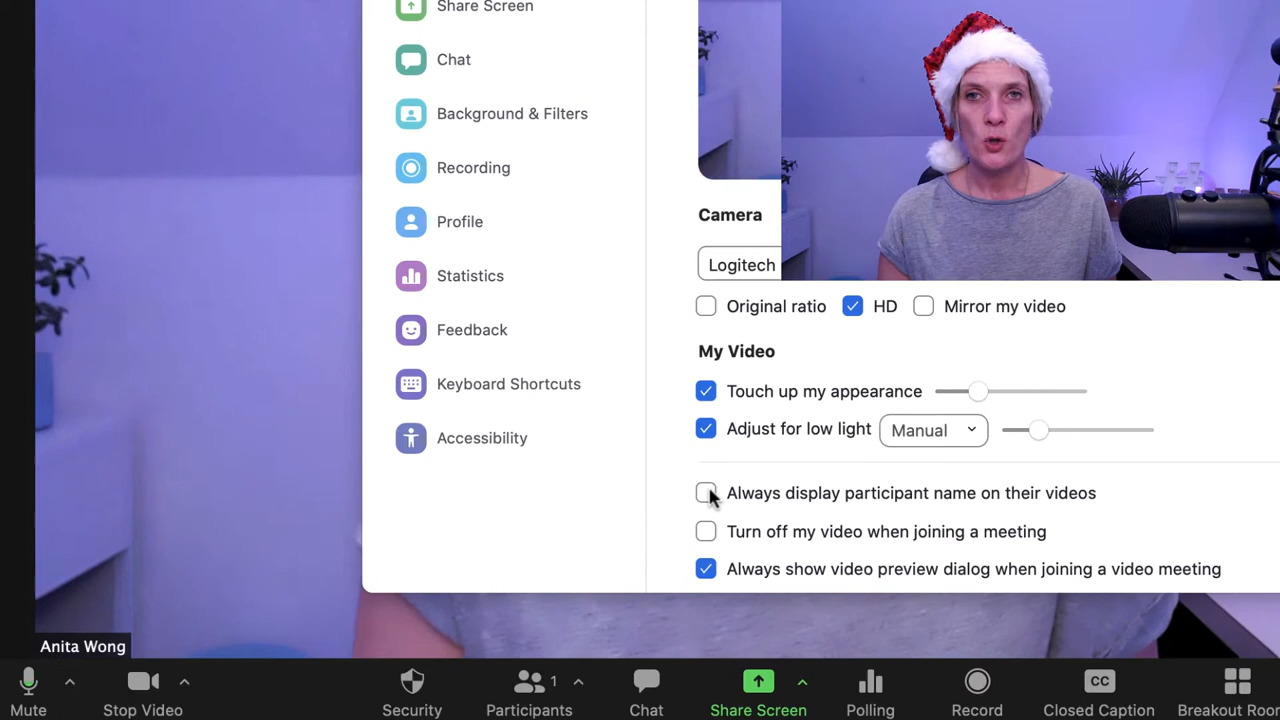 Share Screen
Chat
Background & Filters
Recording
Profile
Statistics
Feedback
Keyboard Shortcuts
Accessibility
Camera
Logitech
Original ratio HD Mirror my video
My Video
Touch up my appearance
Adjust for low light Manual
Always display participant name on their videos
Turn off my video when joining a meeting
Always show video preview dialog when joining a video meeting
Anita Wong
1
CC
Mute Stop Video Security Participants Chat Share Screen Polling Record Closed Caption Breakout Roo